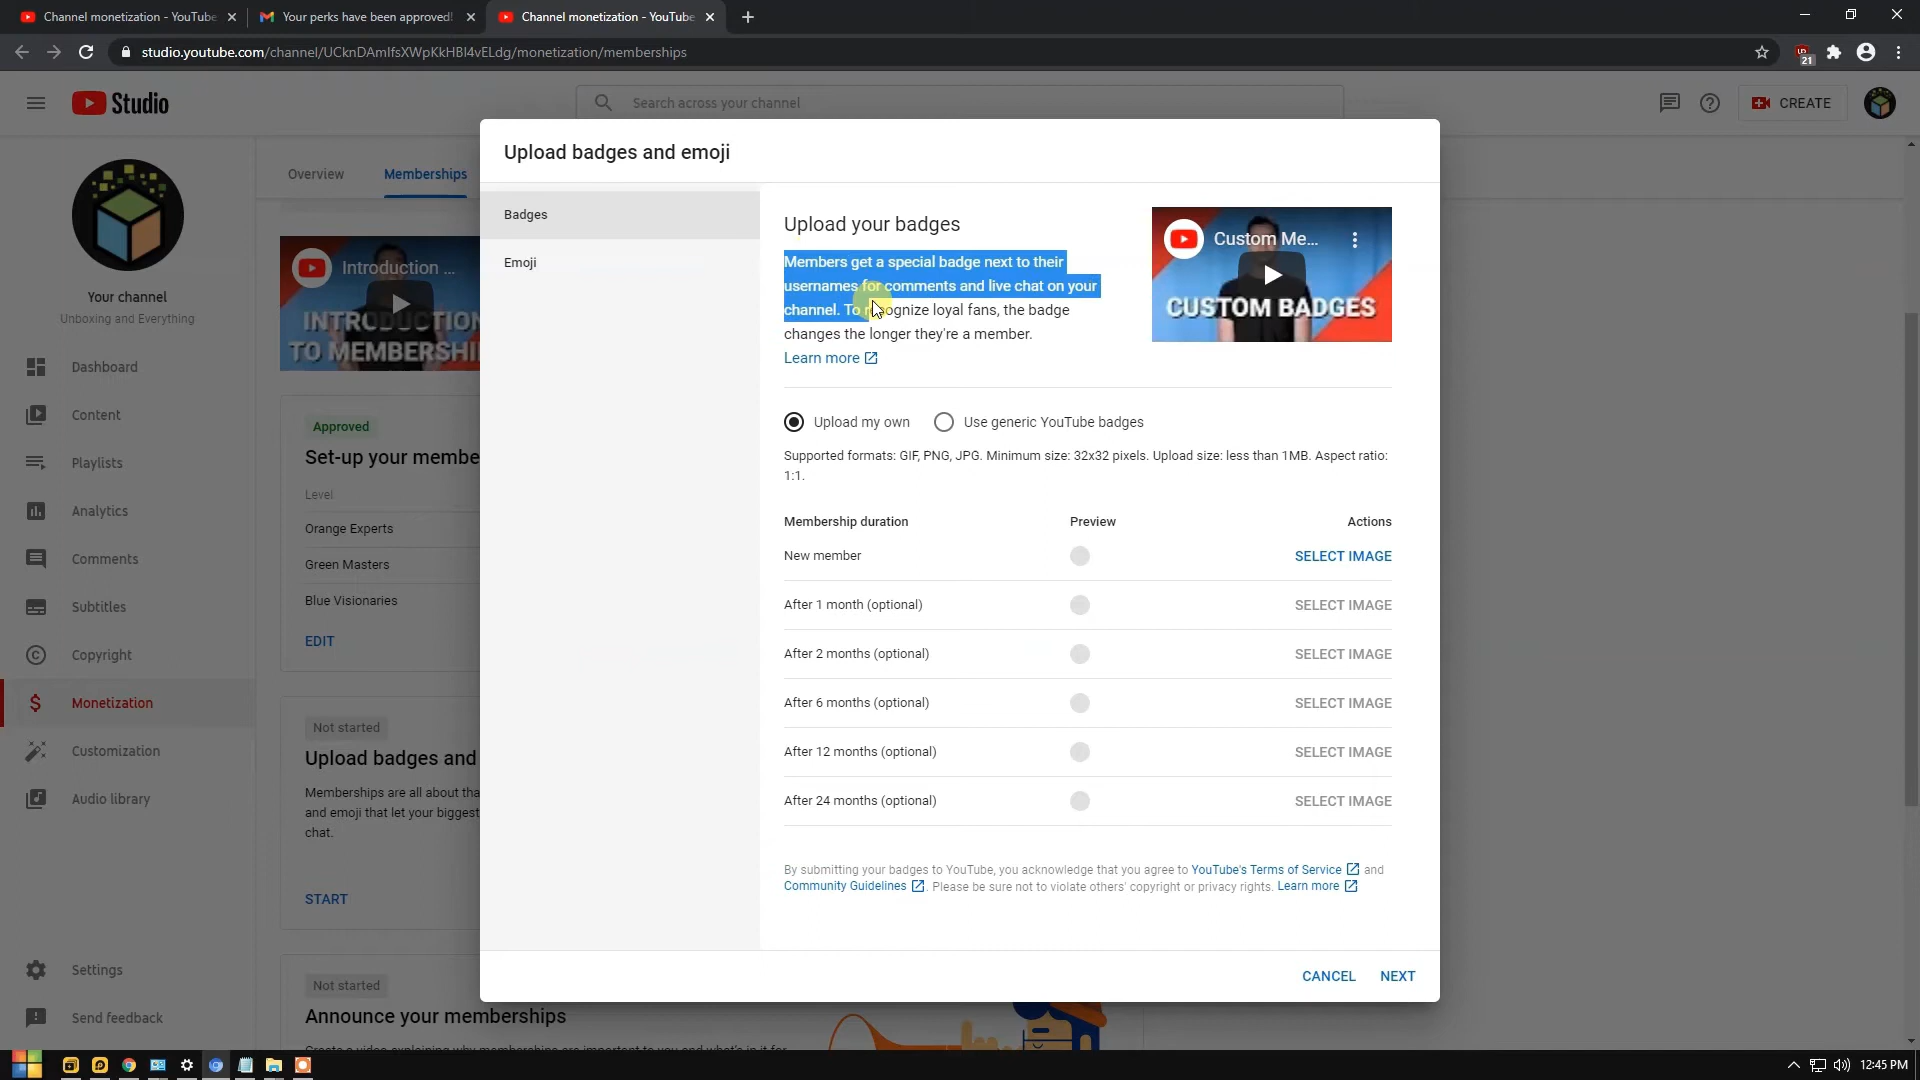 Channel monetization - YouTube
Your perks have been approved!
Channel monetization - YouTube
studio.youtube.com/channel/UCknDAmIfsXWpKkHBI4vELdg/monetization/memberships
21
Studio
Search across your channel
CREATE
Your channel
Unboxing and Everything
Dashboard
Content
Playlists
Analytics
Comments
Subtitles
Copyright
Monetization
Customization
Audio library
Settings
Send feedback
Overview
Memberships
Introduction ...
INTRODUCTION
TO MEMBERSHI
Approved
Set-up your membe
Level
Orange Experts
Green Masters
Blue Visionaries
EDIT
Not started
Upload badges and
Memberships are all about tha
and emoji that let your biggest
chat.
START
Not started
Announce your memberships
Upload badges and emoji
Badges
Emoji
Upload your badges
Members get a special badge next to their
usernames for comments and live chat on your
channel. To recognize loyal fans, the badge
changes the longer they're a member.
Learn more
Custom Me...
CUSTOM BADGES
Upload my own
Use generic YouTube badges
Supported formats: GIF, PNG, JPG. Minimum size: 32x32 pixels. Upload size: less than 1MB. Aspect ratio:
1:1.
Membership duration Preview Actions
New member SELECT IMAGE
After 1 month (optional) SELECT IMAGE
After 2 months (optional) SELECT IMAGE
After 6 months (optional) SELECT IMAGE
After 12 months (optional) SELECT IMAGE
After 24 months (optional) SELECT IMAGE
By submitting your badges to YouTube, you acknowledge that you agree to YouTube's Terms of Service and
Community Guidelines . Please be sure not to violate others' copyright or privacy rights. Learn more
CANCEL NEXT
12:45 PM